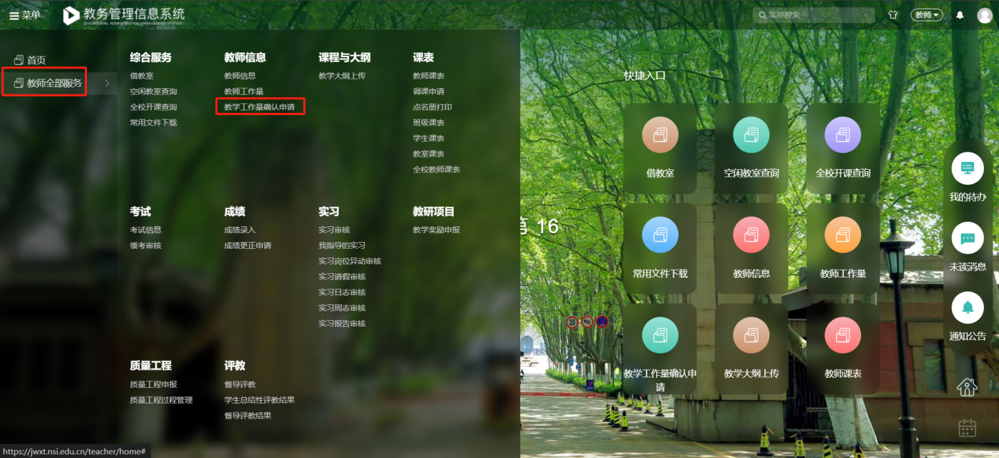 菜单
教务管理信息系统
EDUCATIONAL ADMINISTRATION MANAGEMENT SYSTEM
菜单搜索
教师
首页
教师全部服务
综合服务
借教室
空闲教室查询
全校开课查询
常用文件下载
教师信息
教师信息
教师工作量
教学工作量确认申请
课程与大纲
教学大纲上传
课表
教师课表
调课申请
点名册打印
班级课表
学生课表
教室课表
全校教师课表
考试
考试信息
缓考审核
成绩
成绩录入
成绩更正申请
实习
实习审核
我指导的实习
实习岗位异动审核
实习请假审核
实习日志审核
实习周志审核
实习报告审核
教研项目
教学奖励申报
质量工程
质量工程申报
质量工程过程管理
评教
督导评教
学生总结性评教结果
督导评教结果
第 16
快捷入口
借教室
空闲教室查询
全校开课查询
常用文件下载
教师信息
教师工作量
教学工作量确认申
请
教学大纲上传
教师课表
我的待办
未读消息
通知公告
20
https://jwxt.nsi.edu.cn/teacher/home#